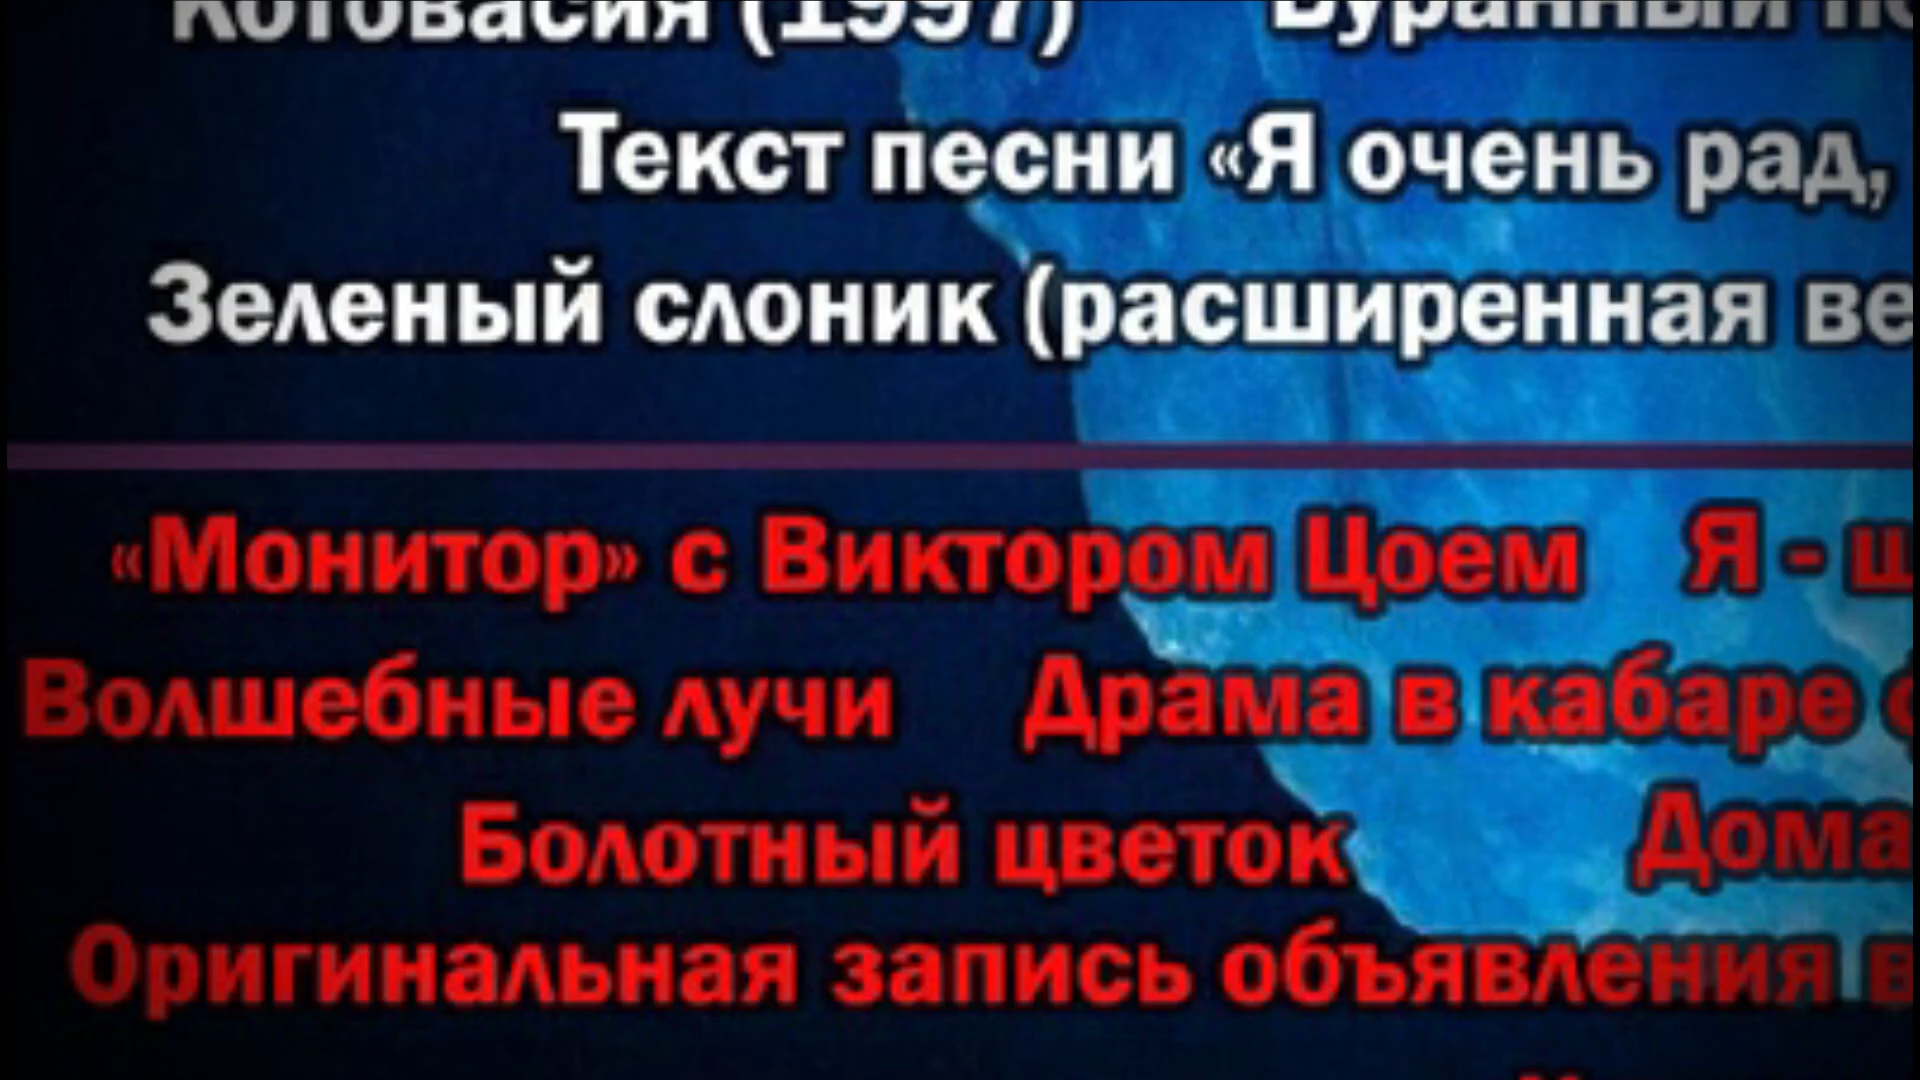 Котовасия (1997) Буранный
Текст песни «Я очень рад,
Зеленый слоник (расширенная ве
«Монитор» с Виктором Цоем Я - ш
Волшебные лучи Драма в кабаре
Болотный цветок Дома
Оригинальная запись объявления в